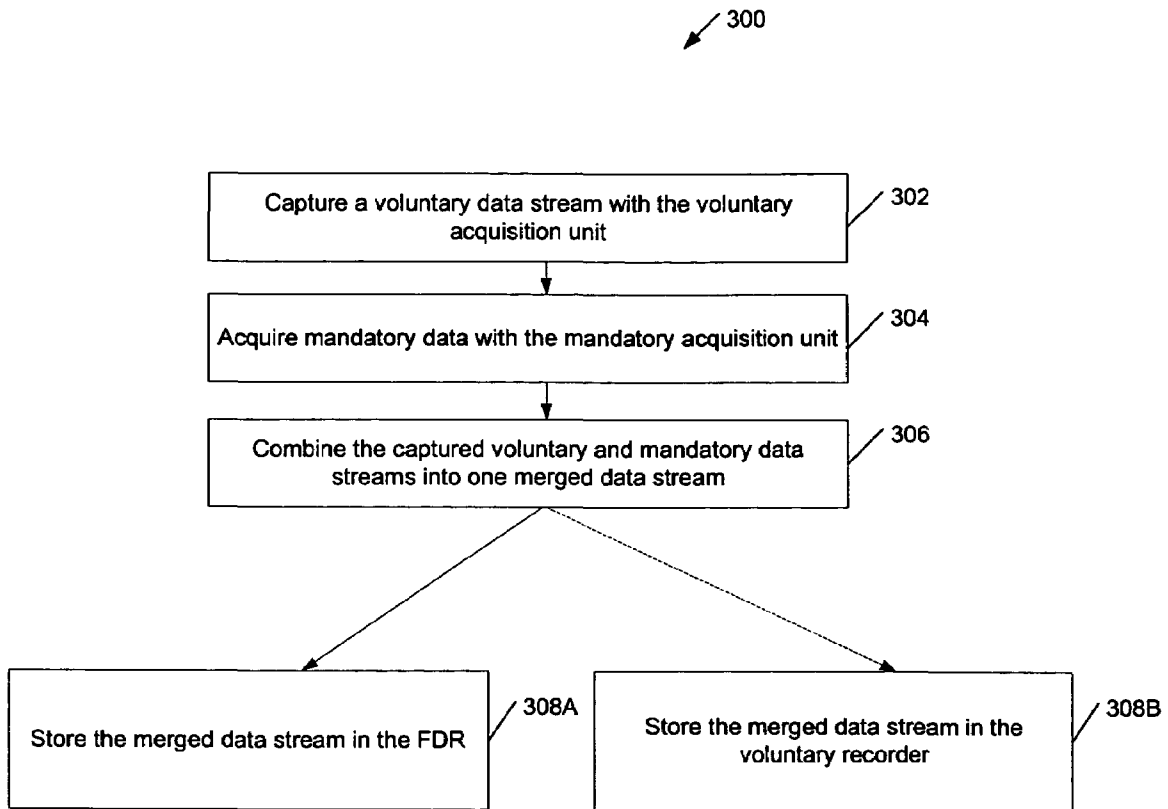 300
Capture a voluntary data stream with the voluntary
acquisition unit
302
Acquire mandatory data with the mandatory acquisition unit
304
Combine the captured voluntary and mandatory data
streams into one merged data stream
306
Store the merged data stream in the FDR
308A
Store the merged data stream in the
voluntary recorder
308B